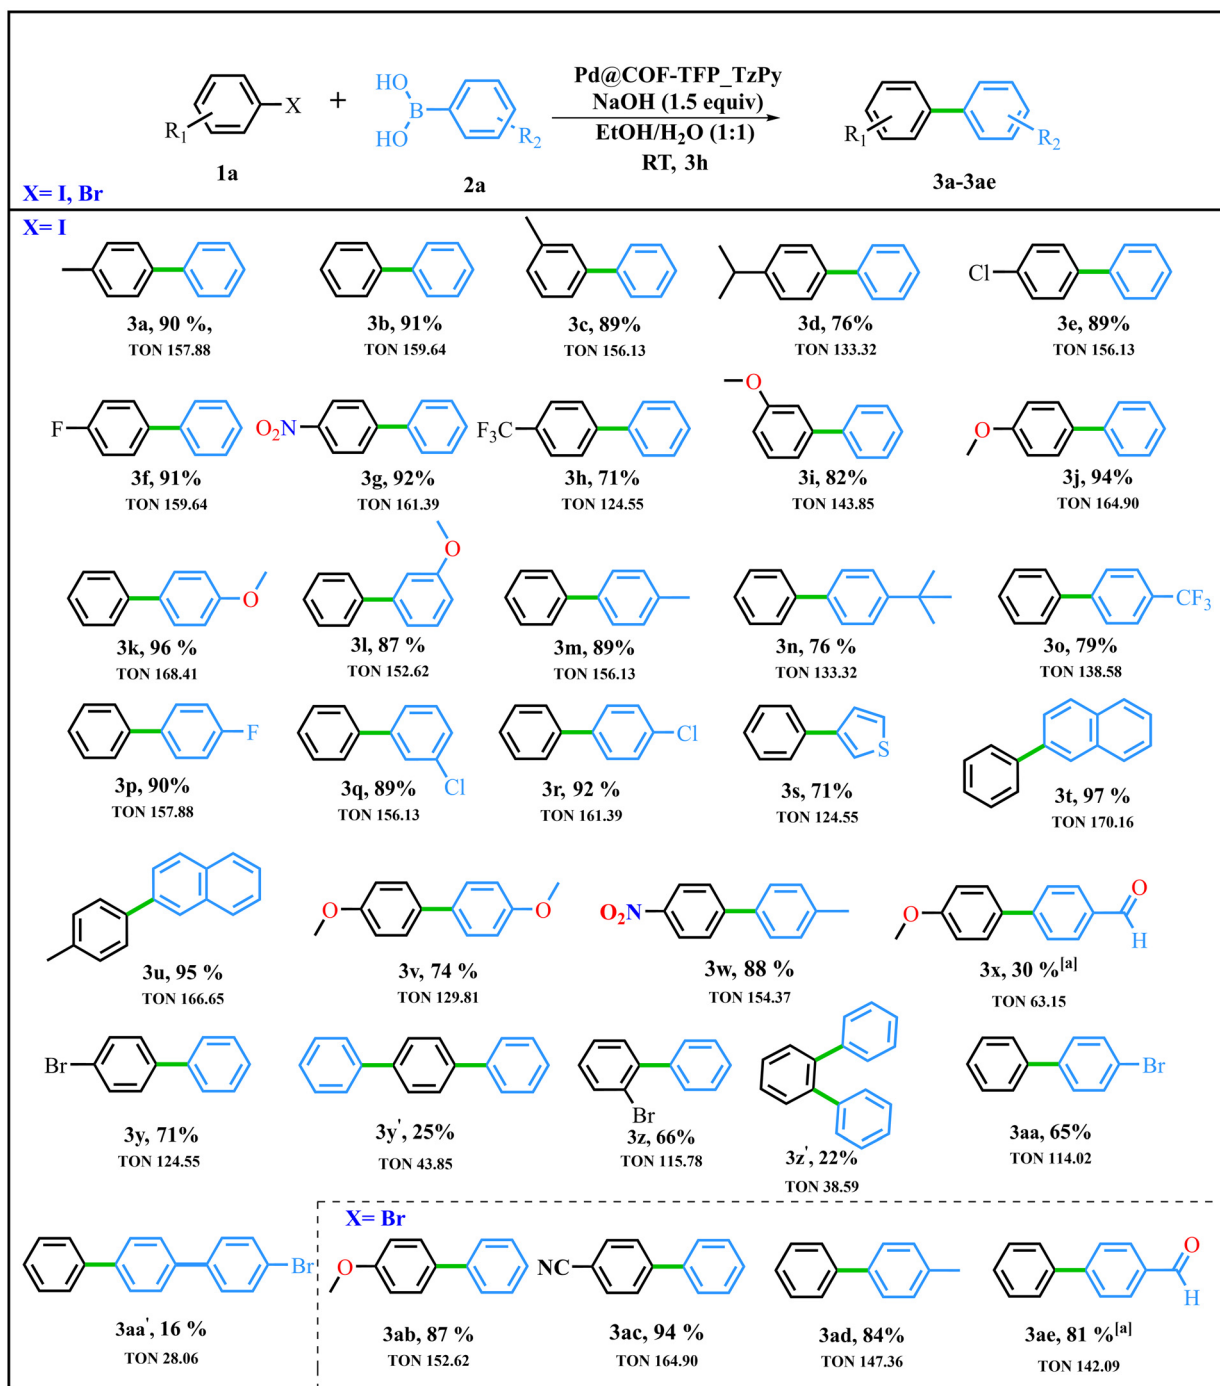 HO
B
HO
X
R1
+
R2
1a
2a
Pd@COF-TFP_TzPy
NaOH (1.5 equiv)
EtOH/H2O (1:1)
RT, 3h
R1
R2
3a-3ae
X= I, Br
X= I
3a, 90 %,
TON 157.88
3b, 91%
TON 159.64
3c, 89%
TON 156.13
3d, 76%
TON 133.32
Cl
3e, 89%
TON 156.13
F
3f, 91%
TON 159.64
O2N
3g, 92%
TON 161.39
F3C
3h, 71%
TON 124.55
O
3i, 82%
TON 143.85
O
3j, 94%
TON 164.90
O
3k, 96 %
TON 168.41
O
3l, 87 %
TON 152.62
3m, 89%
TON 156.13
3n, 76 %
TON 133.32
CF3
3o, 79%
TON 138.58
F
3p, 90%
TON 157.88
Cl
3q, 89%
TON 156.13
Cl
3r, 92 %
TON 161.39
S
3s, 71%
TON 124.55
3t, 97 %
TON 170.16
3u, 95 %
TON 166.65
O
O
3v, 74 %
TON 129.81
O2N
3w, 88 %
TON 154.37
O
O
H
3x, 30 %[a]
TON 63.15
Br
3y, 71%
TON 124.55
3y', 25%
TON 43.85
Br
3z, 66%
TON 115.78
3z', 22%
TON 38.59
Br
3aa, 65%
TON 114.02
Br
3aa', 16 %
TON 28.06
X= Br
O
3ab, 87 %
TON 152.62
NC
3ac, 94 %
TON 164.90
3ad, 84%
TON 147.36
O
H
3ae, 81 %[a]
TON 142.09